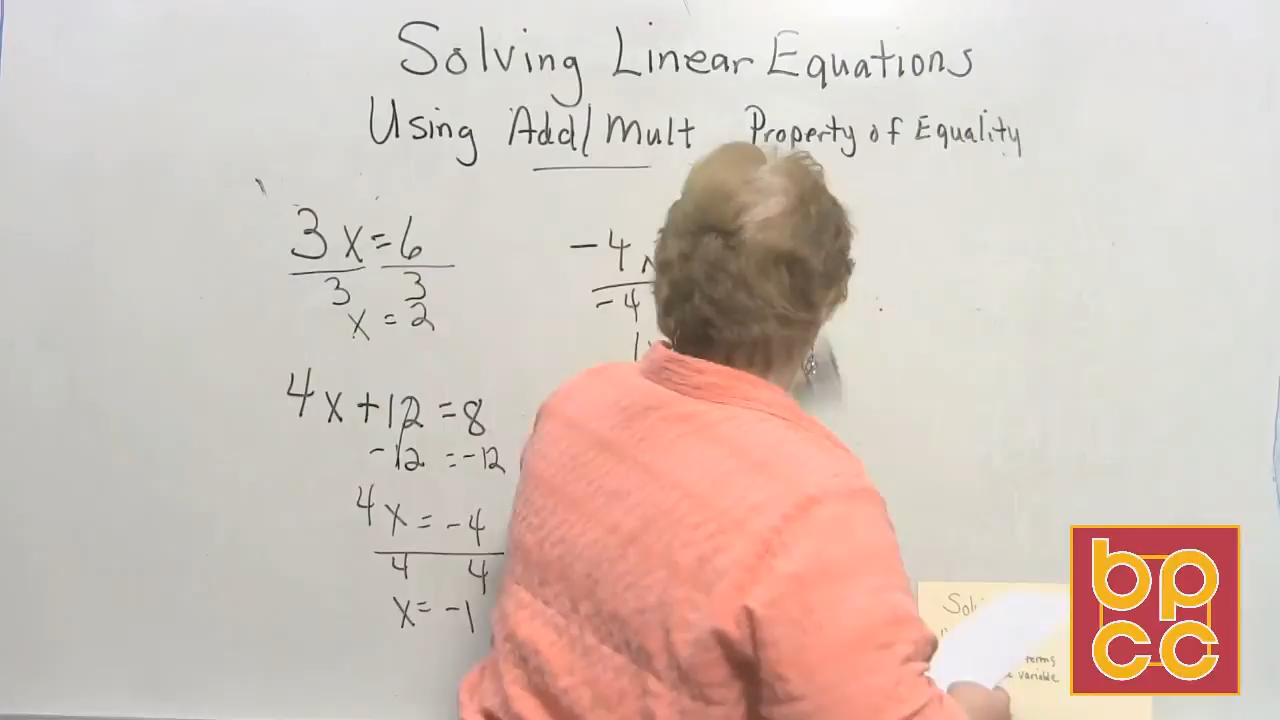 Solving Linear Equations
Using Add/Mult Property of Equality
3x=6
3 3
x = 2
4x+12=8
-12 =-12
4x = -4
4 4
x= -1
-4
-4
terms
variable
bp
cc